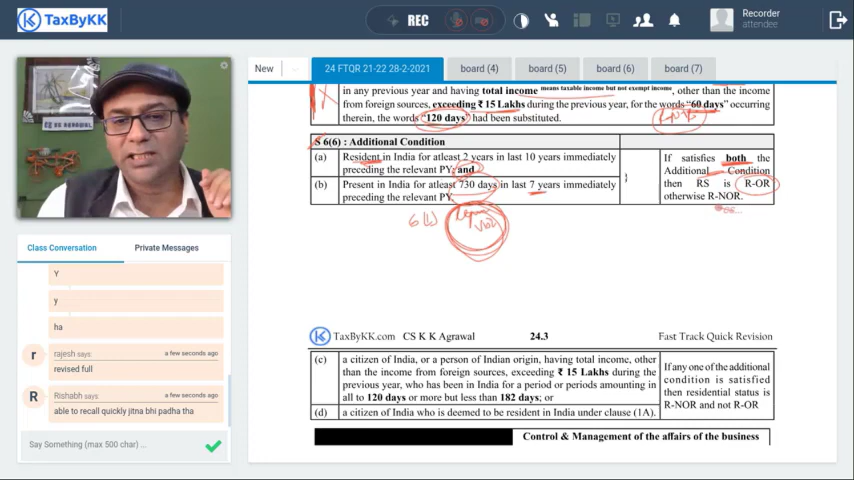 TaxByKK
REC
Recorder
attendee
New
24 FTQR 21-22 28-2-2021
board (4)
board (5)
board (6)
board (7)
in any previous year and having total income means taxable income but not exempt income, other than the income
from foreign sources, exceeding ₹ 15 Lakhs during the previous year, for the words "60 days" occurring
therein, the words "120 days" had been substituted.
S 6(6) : Additional Condition
(a) Resident in India for atleast 2 years in last 10 years immediately
preceding the relevant PY; and
(b) Present in India for atleast 730 days in last 7 years immediately
preceding the relevant PY.
}
If satisfies both the
Additional Condition
then RS is R-OR
otherwise R-NOR.
TaxByKK.com CS K K Agrawal 24.3 Fast Track Quick Revision
(c) a citizen of India, or a person of Indian origin, having total income, other
than the income from foreign sources, exceeding ₹ 15 Lakhs during the
previous year, who has been in India for a period or periods amounting in
all to 120 days or more but less than 182 days; or
(d) a citizen of India who is deemed to be resident in India under clause (1A).
If any one of the additional
condition is satisfied
then residential status is
R-NOR and not R-OR
Control & Management of the affairs of the business
Class Conversation
Private Messages
Y
y
ha
r
rajesh says:
a few seconds ago
revised full
R
Rishabh says:
a few seconds ago
able to recall quickly jitna bhi padha tha
Say Something (max 500 char) ...